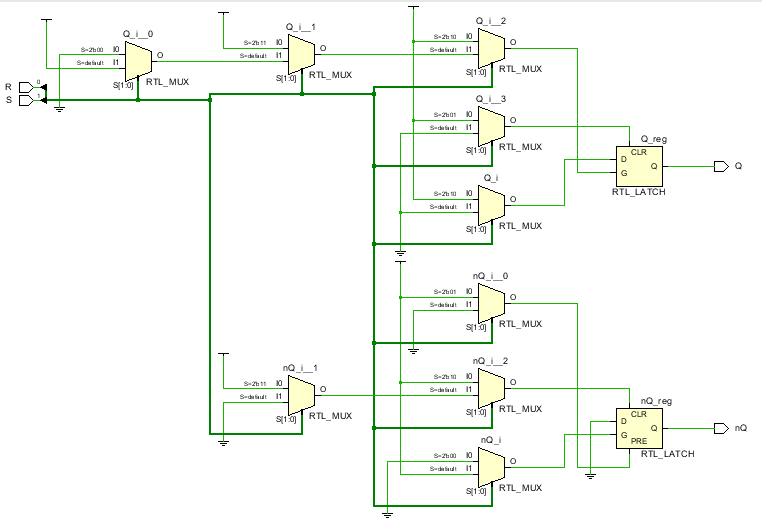 Q_i__0
S=2'b00 I0
S=default I1
O
S[1:0]
RTL_MUX
Q_i__1
S=2'b11 I0
S=default I1
O
S[1:0]
RTL_MUX
Q_i__2
S=2'b10 I0
S=default I1
O
S[1:0]
RTL_MUX
R 0
S 1
Q_i__3
S=2'b01 I0
S=default I1
O
S[1:0]
RTL_MUX
Q_reg
CLR
D
G
Q
RTL_LATCH
Q
Q_i
S=2'b10 I0
S=default I1
O
S[1:0]
RTL_MUX
nQ_i__0
S=2'b01 I0
S=default I1
O
S[1:0]
RTL_MUX
nQ_i__1
S=2'b11 I0
S=default I1
O
S[1:0]
RTL_MUX
nQ_i__2
S=2'b10 I0
S=default I1
O
S[1:0]
RTL_MUX
nQ_reg
CLR
D
G
PRE
Q
RTL_LATCH
nQ
nQ_i
S=2'b00 I0
S=default I1
O
S[1:0]
RTL_MUX